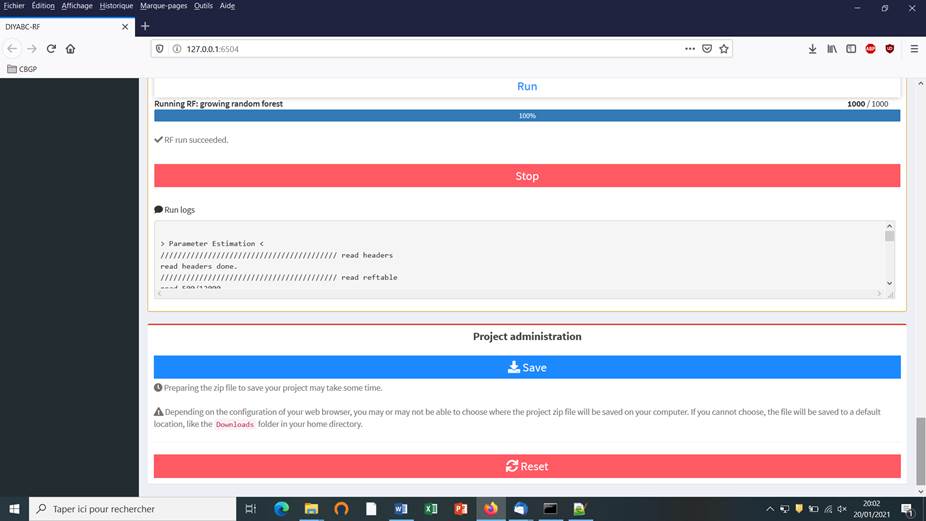 Fichier Édition Affichage Historique Marque-pages Outils Aide
DIYABC-RF
127.0.0.1:6504
CBGP
Run
Running RF: growing random forest 1000 / 1000
100%
RF run succeeded.
Stop
Run logs
> Parameter Estimation <
///////////////////////////////////////// read headers
read headers done.
///////////////////////////////////////// read reftable
read 500/12000
Project administration
Save
Preparing the zip file to save your project may take some time.
Depending on the configuration of your web browser, you may or may not be able to choose where the project zip file will be saved on your computer. If you cannot choose, the file will be saved to a default
location, like the Downloads folder in your home directory.
Reset
Taper ici pour rechercher
20:02
20/01/2021